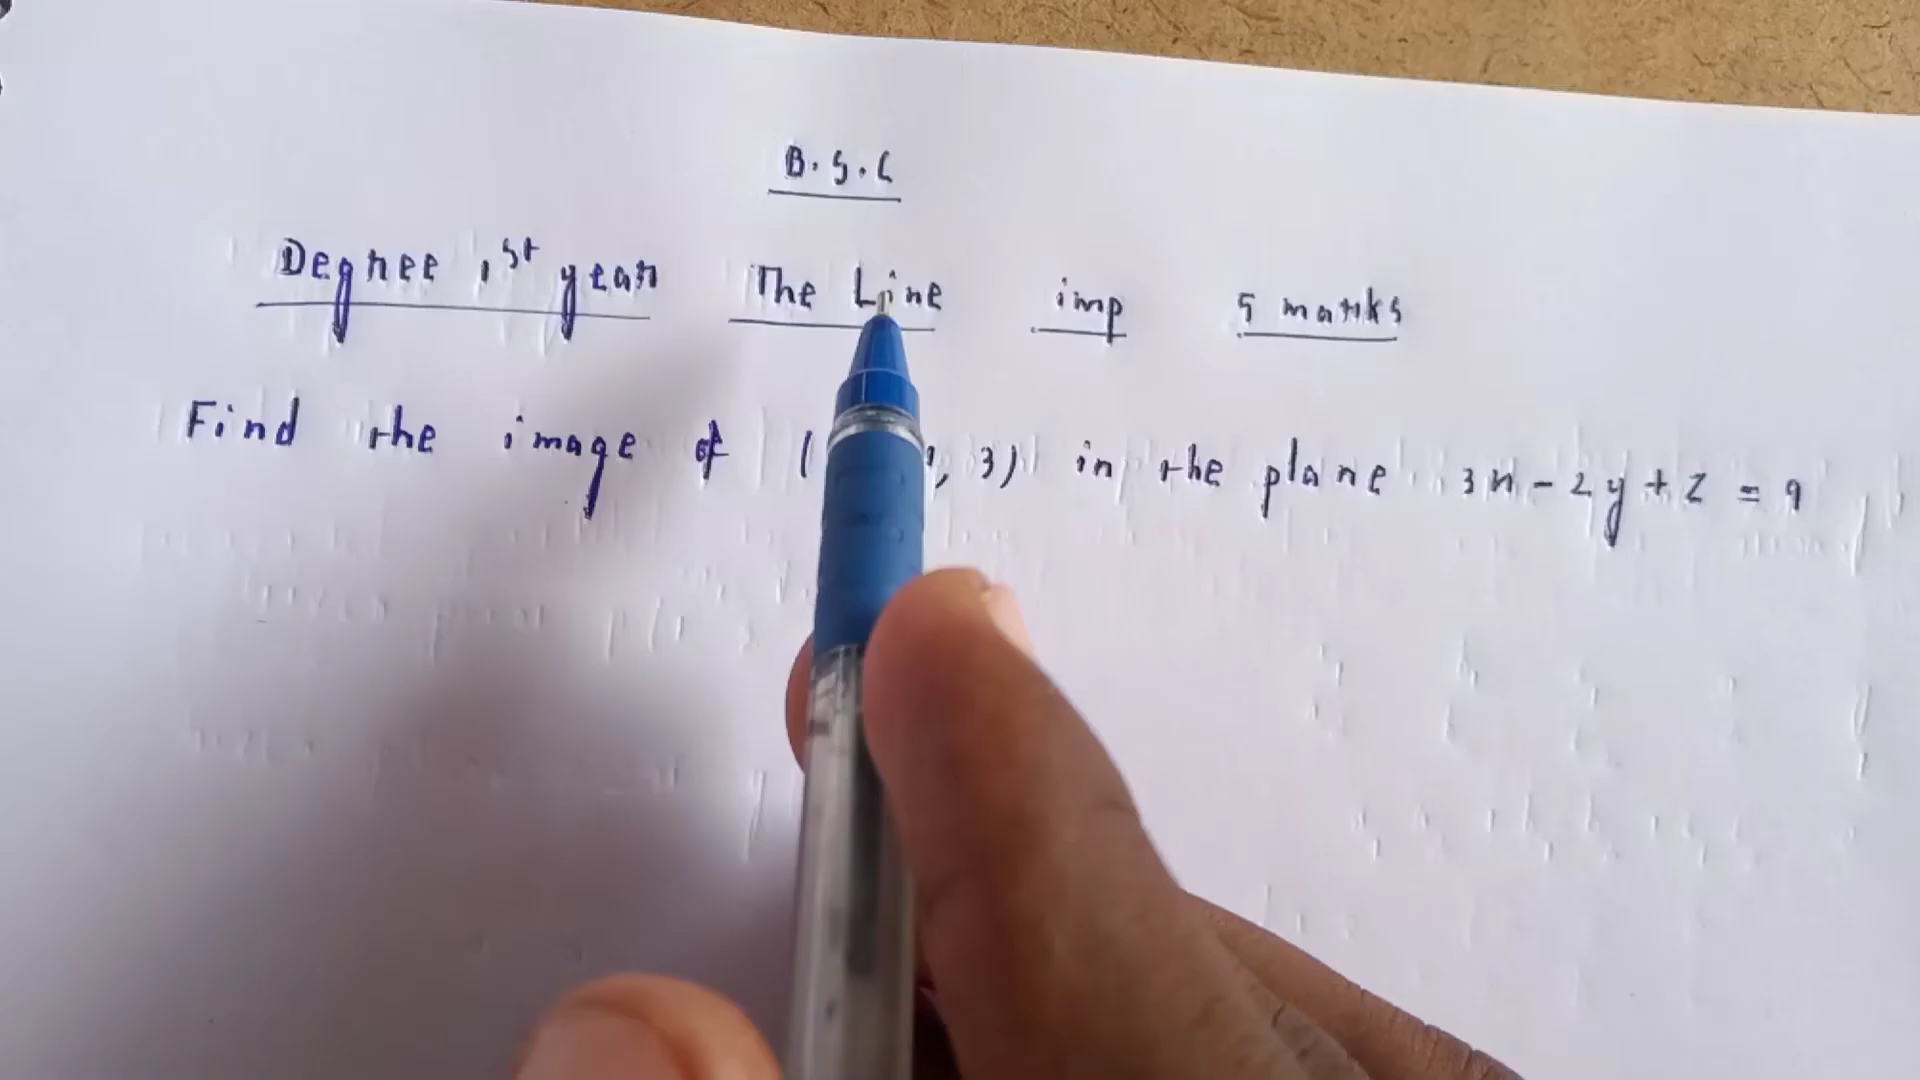 B.S.C
Degree 1st year The Line imp 5 marks
Find the image of ( , 3) in the plane 3x - 2y + z = 9